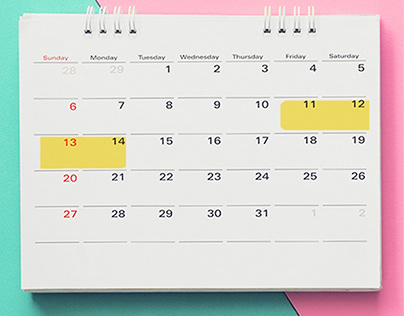 Sunday Monday Tuesday Wednesday Thursday Friday Saturday
28 29 1 2 3 4 5
6 7 8 9 10 11 12
13 14 15 16 17 18 19
20 21 22 23 24 25 26
27 28 29 30 31 1 2